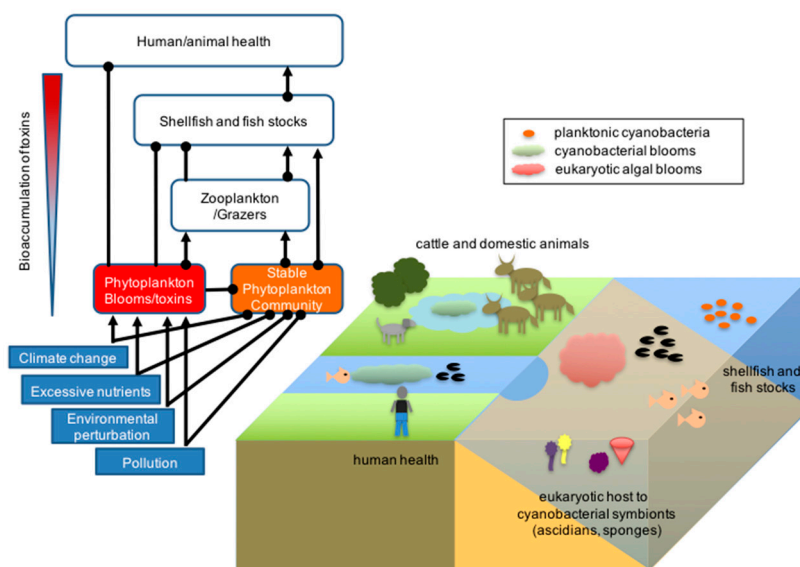 Human/animal health
Shellfish and fish stocks
Zooplankton
/Grazers
Bioaccumulation of toxins
Phytoplankton
Blooms/toxins
Stable
Phytoplankton
Community
Climate change
Excessive nutrients
Environmental
perturbation
Pollution
planktonic cyanobacteria
cyanobacterial blooms
eukaryotic algal blooms
cattle and domestic animals
shellfish and
fish stocks
human health
eukaryotic host to
cyanobacterial symbionts
(ascidians, sponges)